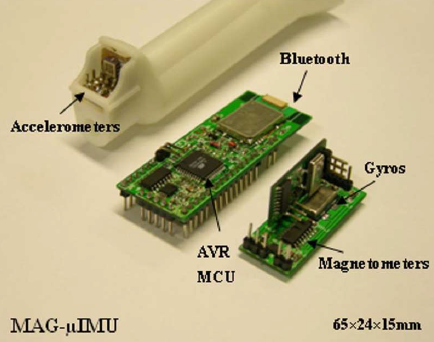 Bluetooth
Accelerometers
Gyros
AVR
MCU
Magnetometers
MAG-μIMU
65×24×15mm